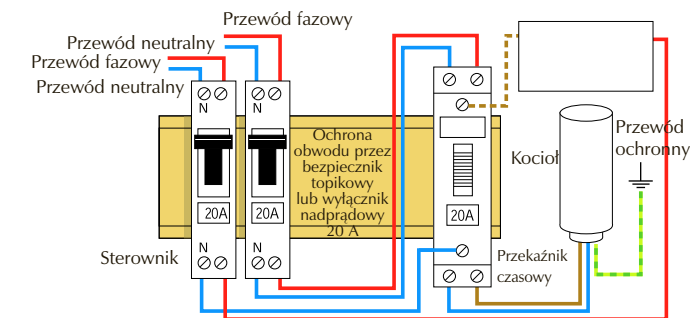 Przewód fazowy
Przewód neutralny
Przewód fazowy
Przewód neutralny
N
N
Ochrona
obwodu przez
bezpiecznik
topikowy
lub wyłącznik
nadprądowy
20 A
20A
20A
20A
N
N
Sterownik
Kocioł
Przewód
ochronny
Przekaźnik
czasowy